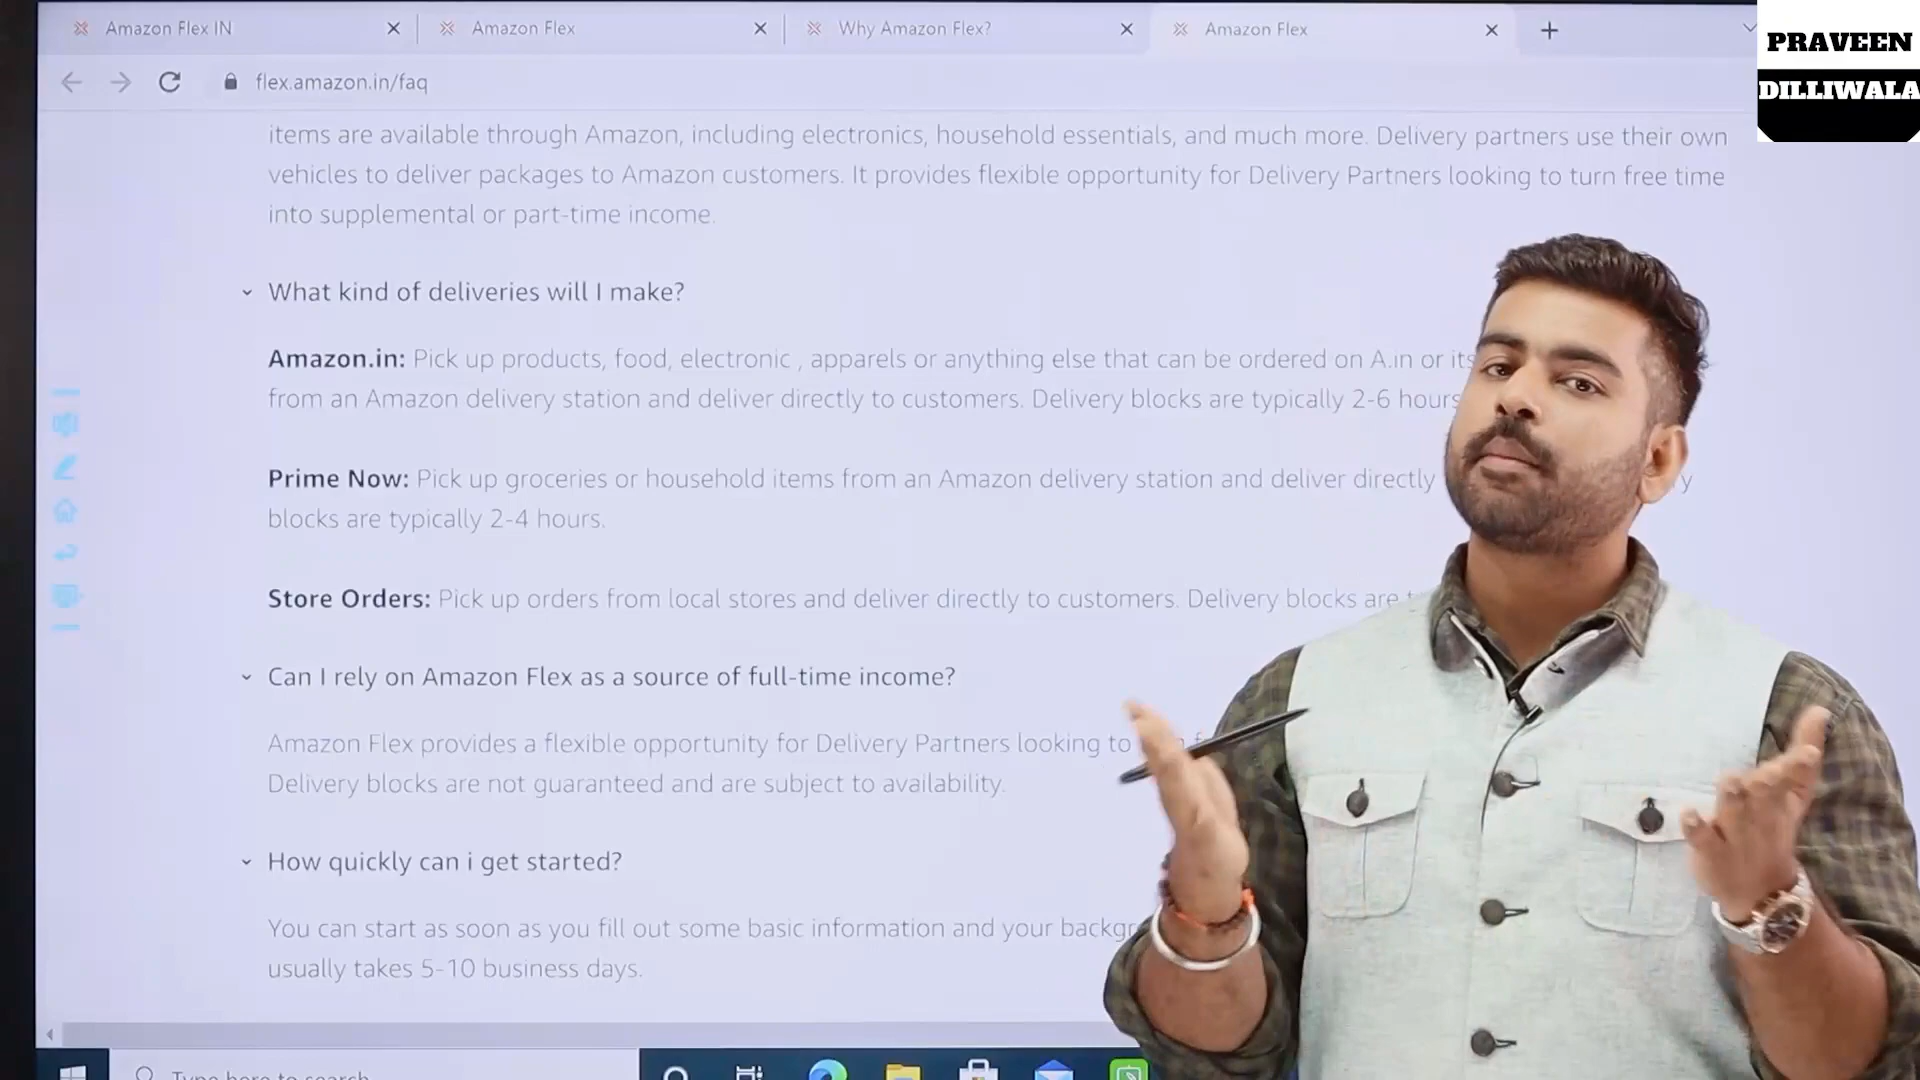 Amazon Flex IN
Amazon Flex
Why Amazon Flex?
Amazon Flex
PRAVEEN
DILLIWALA
flex.amazon.in/faq
items are available through Amazon, including electronics, household essentials, and much more. Delivery partners use their own
vehicles to deliver packages to Amazon customers. It provides flexible opportunity for Delivery Partners looking to turn free time
into supplemental or part-time income.
What kind of deliveries will I make?
Amazon.in: Pick up products, food, electronic , apparels or anything else that can be ordered on A.in or its
from an Amazon delivery station and deliver directly to customers. Delivery blocks are typically 2-6 hours
Prime Now: Pick up groceries or household items from an Amazon delivery station and deliver directly
blocks are typically 2-4 hours.
Store Orders: Pick up orders from local stores and deliver directly to customers. Delivery blocks are
Can I rely on Amazon Flex as a source of full-time income?
Amazon Flex provides a flexible opportunity for Delivery Partners looking to
Delivery blocks are not guaranteed and are subject to availability.
How quickly can i get started?
You can start as soon as you fill out some basic information and your
usually takes 5-10 business days.
Type here to search